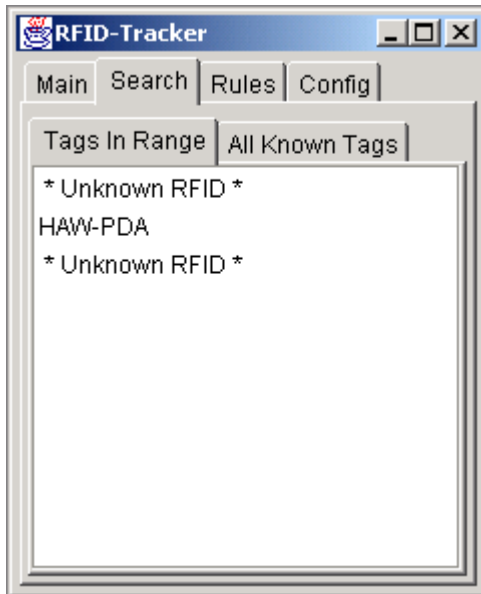 RFID-Tracker
Main Search Rules Config
Tags In Range All Known Tags
* Unknown RFID *
HAW-PDA
* Unknown RFID *